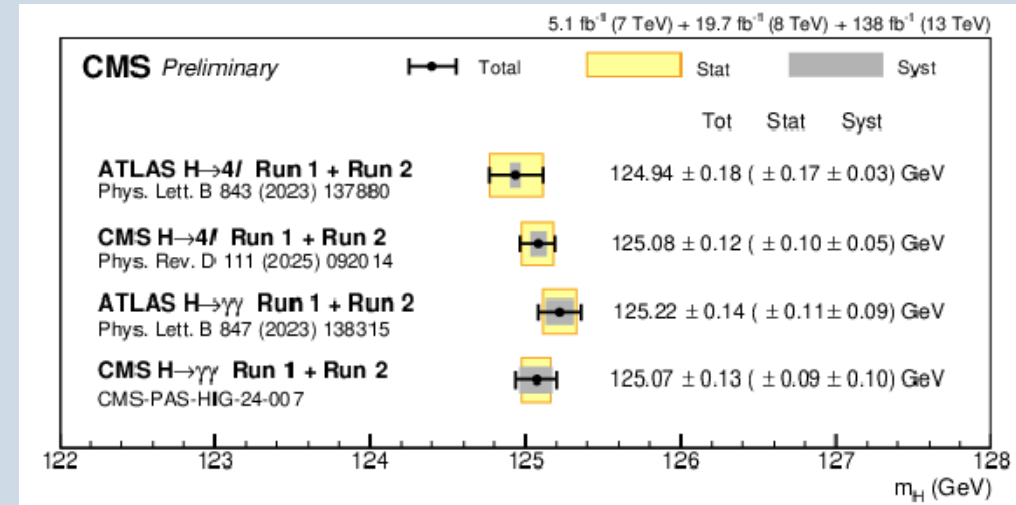 5.1 fb⁻¹ (7 TeV) + 19.7 fb⁻¹ (8 TeV) + 138 fb⁻¹ (13 TeV)
CMS Preliminary Total Stat Syst
Tot Stat Syst
ATLAS H→4l Run 1 + Run 2
Phys. Lett. B 843 (2023) 137880
124.94 ± 0.18 ( ± 0.17 ± 0.03) GeV
CMS H→4l Run 1 + Run 2
Phys. Rev. D 111 (2025) 092014
125.08 ± 0.12 ( ± 0.10 ± 0.05) GeV
ATLAS H→γγ Run 1 + Run 2
Phys. Lett. B 847 (2023) 138315
125.22 ± 0.14 ( ± 0.11± 0.09) GeV
CMS H→γγ Run 1 + Run 2
CMS-PAS-HIG-24-007
125.07 ± 0.13 ( ± 0.09 ± 0.10) GeV
122 123 124 125 126 127 128
m_H (GeV)